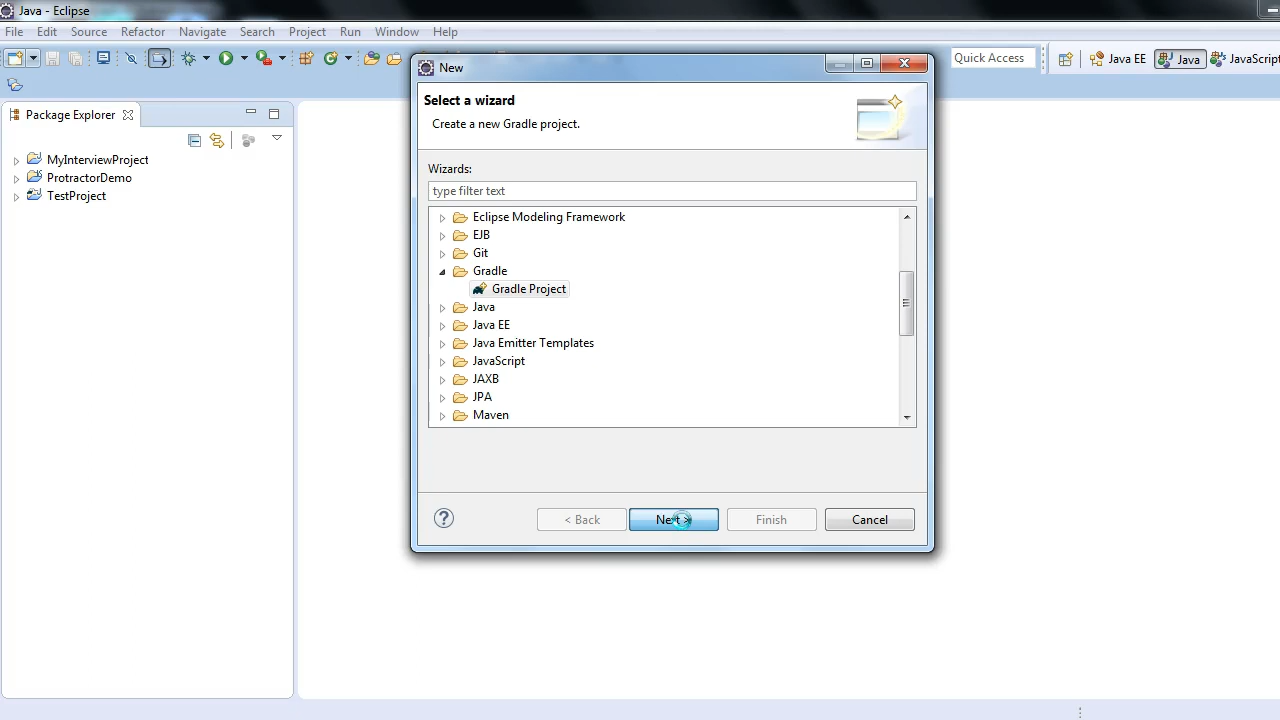 Java - Eclipse
File Edit Source Refactor Navigate Search Project Run Window Help
Quick Access
Java EE
Java
JavaScript
Package Explorer
MyInterviewProject
ProtractorDemo
TestProject
New
Select a wizard
Create a new Gradle project.
Wizards:
type filter text
Eclipse Modeling Framework
EJB
Git
Gradle
Gradle Project
Java
Java EE
Java Emitter Templates
JavaScript
JAXB
JPA
Maven
< Back
Next >
Finish
Cancel